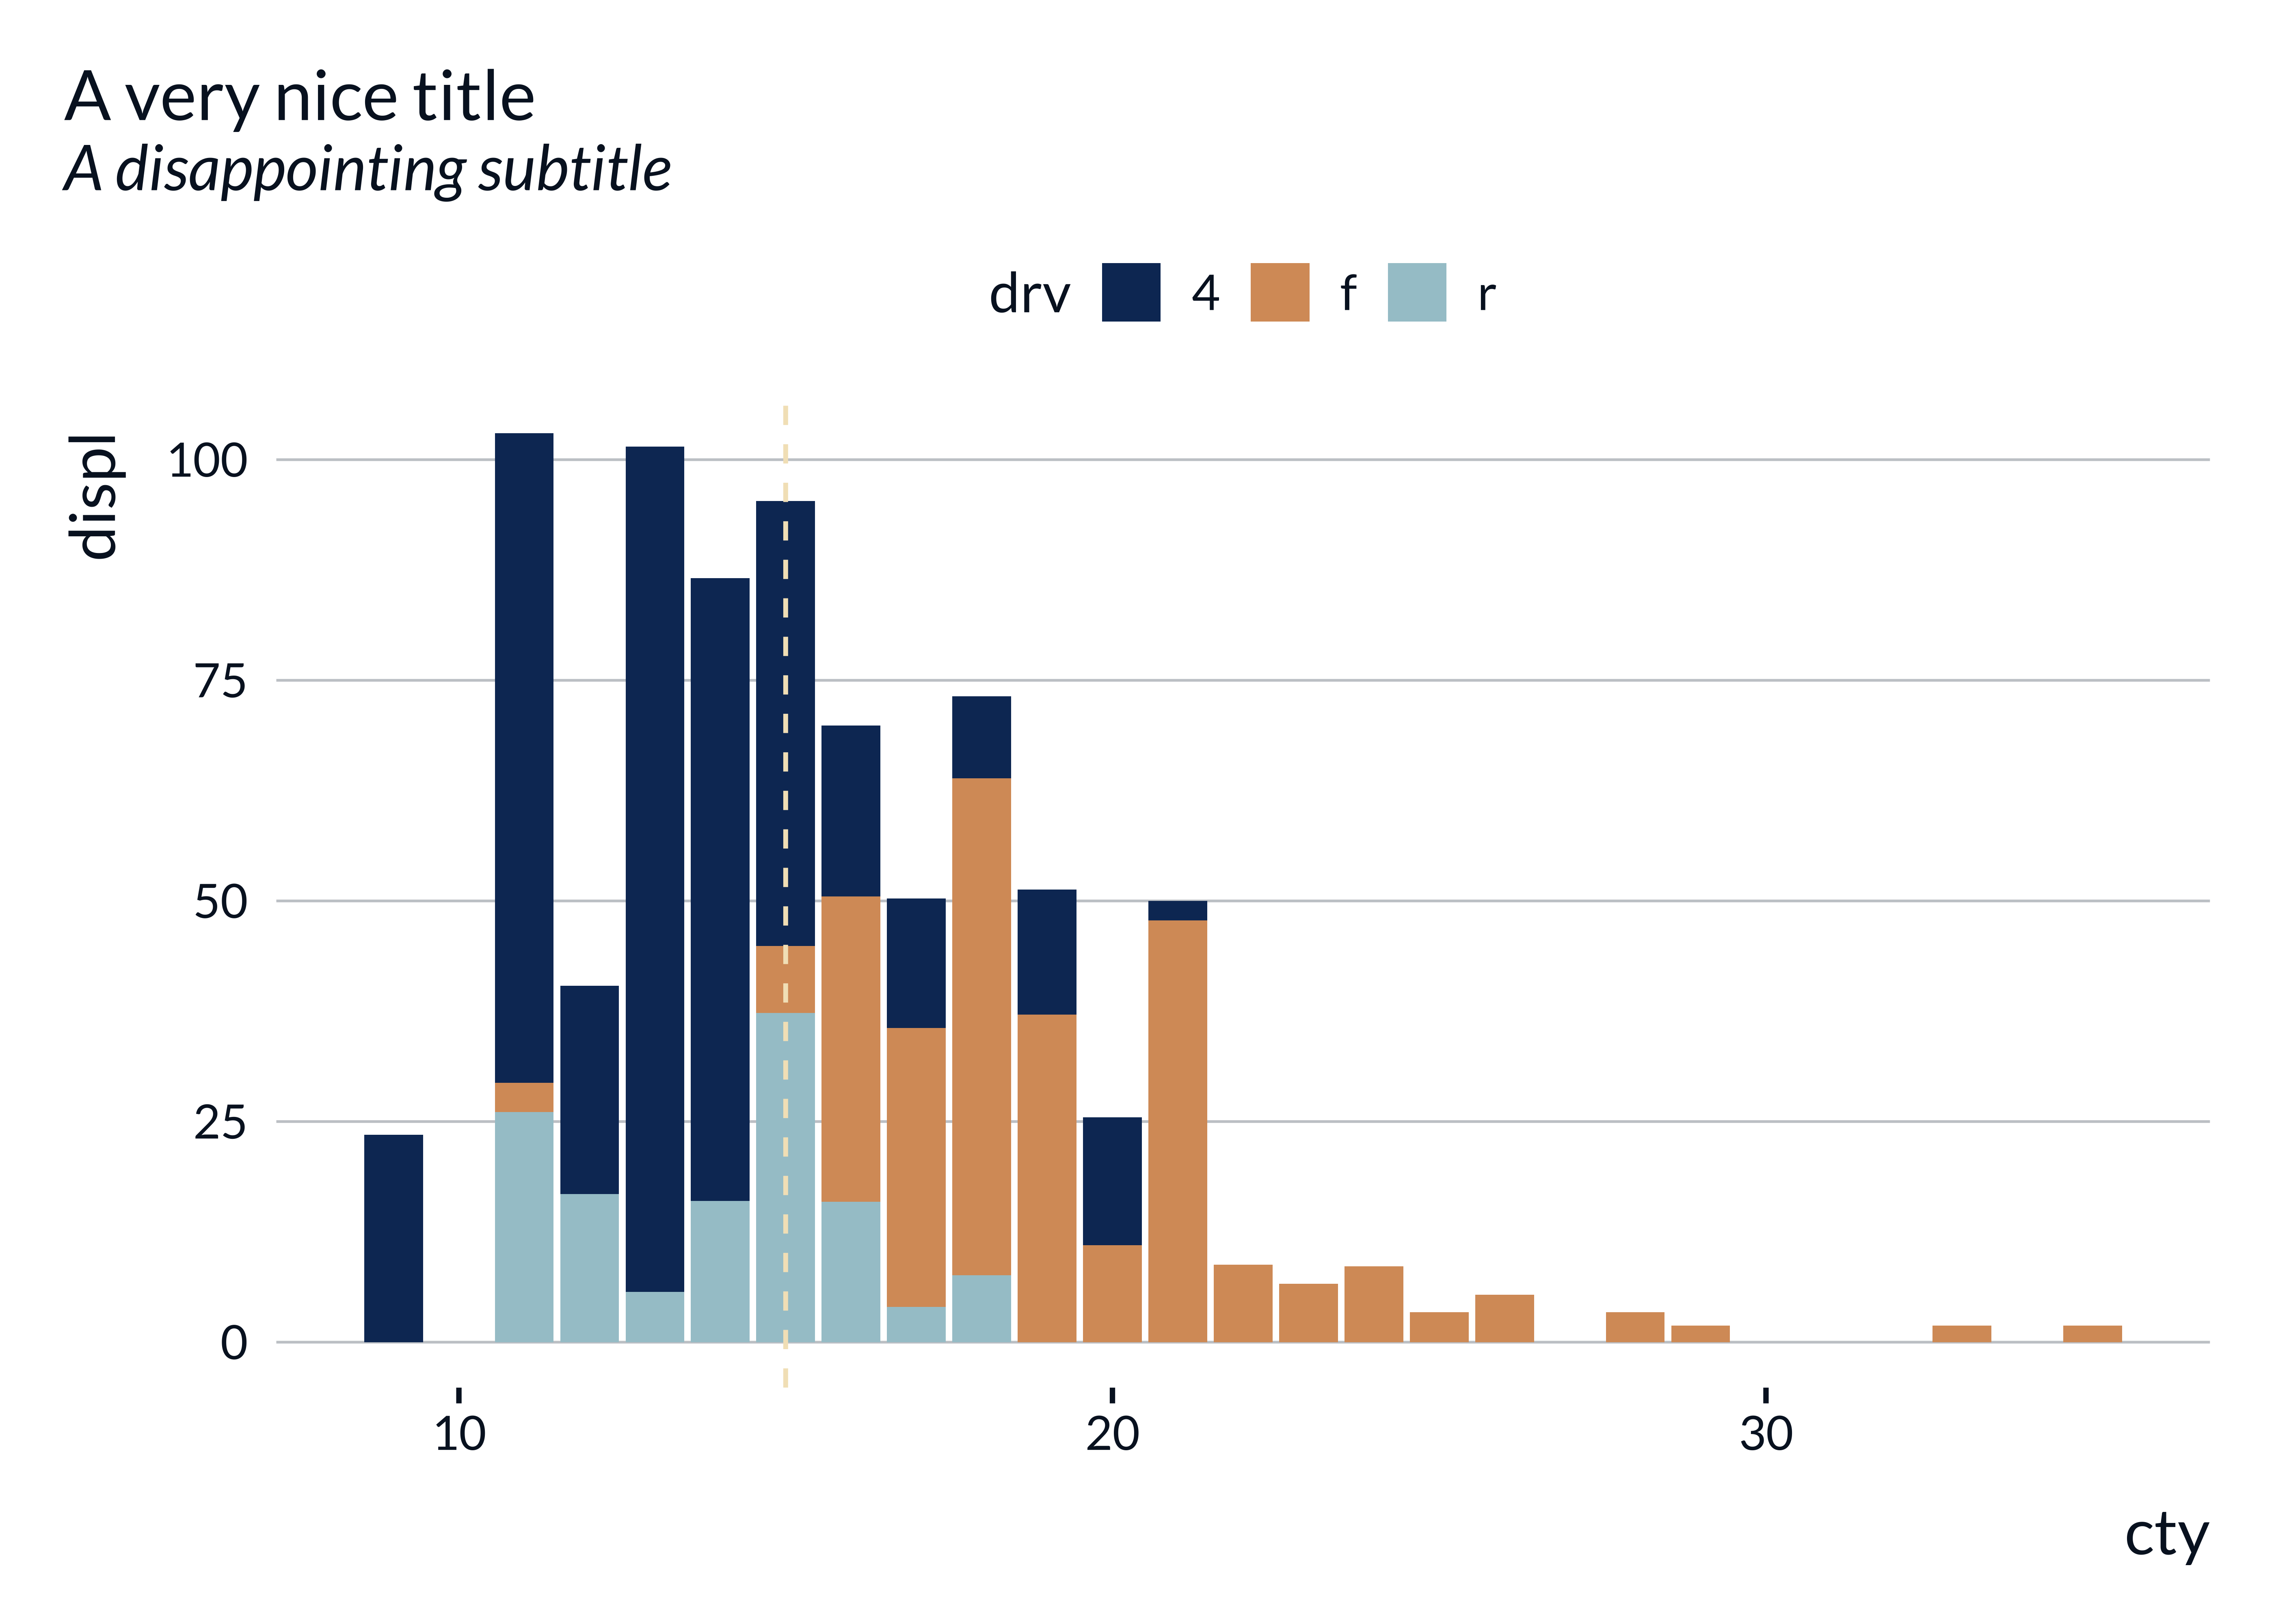 A very nice title
A disappointing subtitle
drv 4 f r
displ
100
75
50
25
0
10 20 30
cty